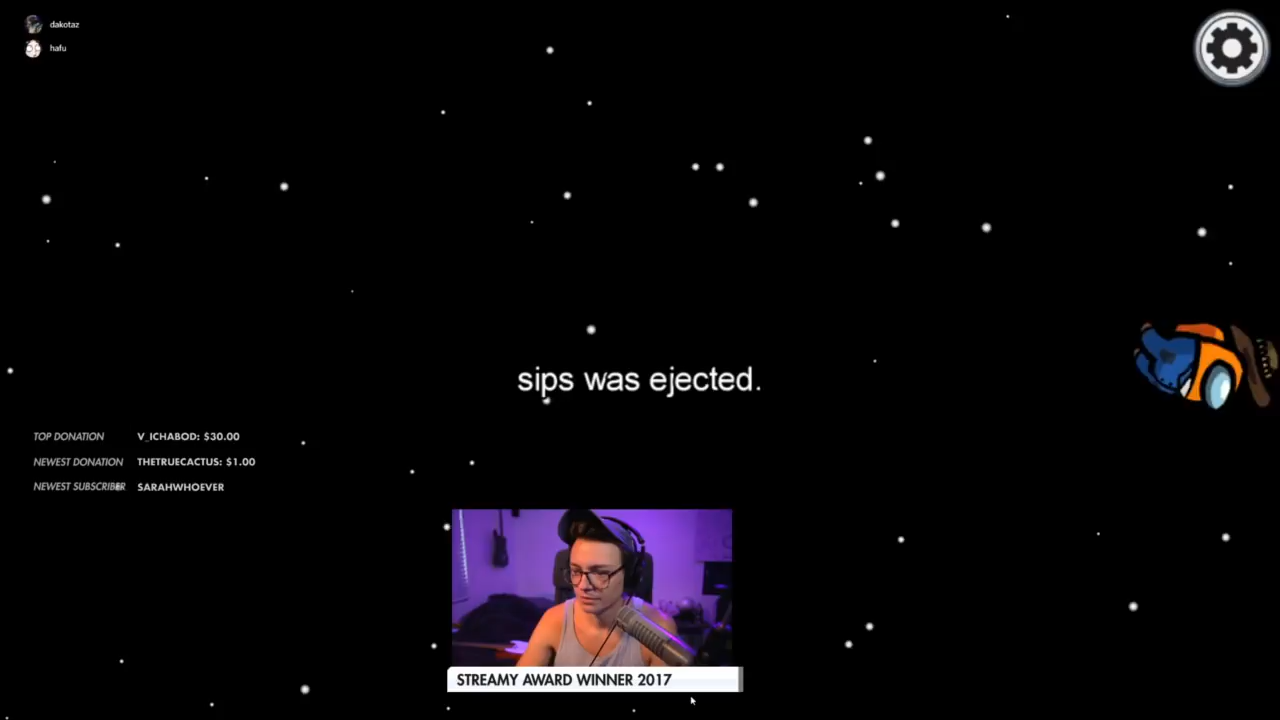 dakotaz
hafu
sips was ejected.
TOP DONATION V_ICHABOD: $30.00
NEWEST DONATION THETRUECACTUS: $1.00
NEWEST SUBSCRIBER SARAHWHOEVER
STREAMY AWARD WINNER 2017